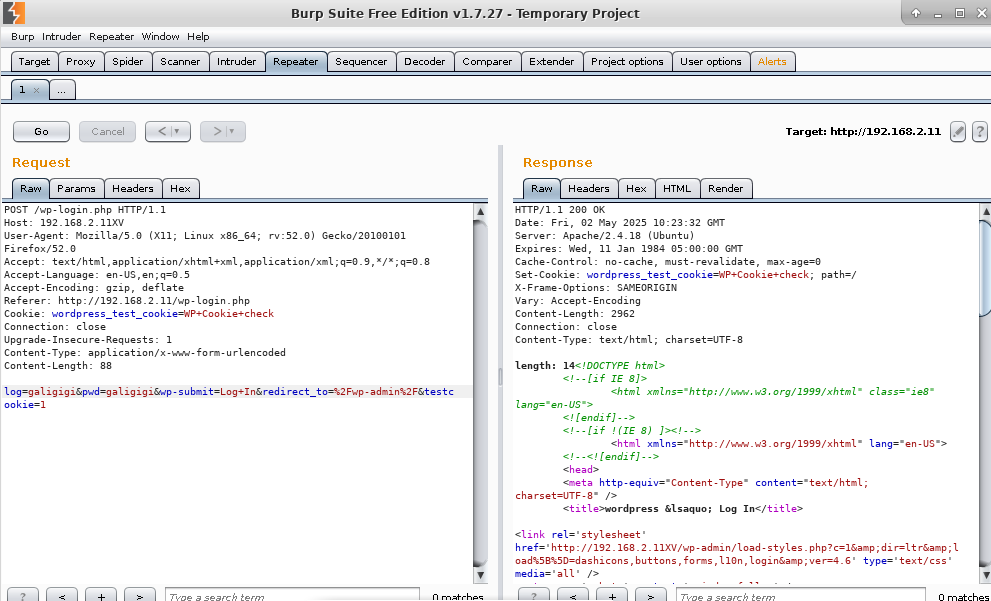 Burp Suite Free Edition v1.7.27 - Temporary Project
Burp Intruder Repeater Window Help
Target Proxy Spider Scanner Intruder Repeater Sequencer Decoder Comparer Extender Project options User options Alerts
1 × ...
Go Cancel < > Target: http://192.168.2.11 ?
Request
Raw Params Headers Hex
POST /wp-login.php HTTP/1.1
Host: 192.168.2.11XV
User-Agent: Mozilla/5.0 (X11; Linux x86_64; rv:52.0) Gecko/20100101
Firefox/52.0
Accept: text/html,application/xhtml+xml,application/xml;q=0.9,*/*;q=0.8
Accept-Language: en-US,en;q=0.5
Accept-Encoding: gzip, deflate
Referer: http://192.168.2.11/wp-login.php
Cookie: wordpress_test_cookie=WP+Cookie+check
Connection: close
Upgrade-Insecure-Requests: 1
Content-Type: application/x-www-form-urlencoded
Content-Length: 88
log=galigigi&pwd=galigigi&wp-submit=Log+In&redirect_to=%2Fwp-admin%2F&testc
ookie=1
? < + > Type a search term 0 matches
Response
Raw Headers Hex HTML Render
HTTP/1.1 200 OK
Date: Fri, 02 May 2025 10:23:32 GMT
Server: Apache/2.4.18 (Ubuntu)
Expires: Wed, 11 Jan 1984 05:00:00 GMT
Cache-Control: no-cache, must-revalidate, max-age=0
Set-Cookie: wordpress_test_cookie=WP+Cookie+check; path=/
X-Frame-Options: SAMEORIGIN
Vary: Accept-Encoding
Content-Length: 2962
Connection: close
Content-Type: text/html; charset=UTF-8
length: 14<!DOCTYPE html>
<!--[if IE 8]>
<html xmlns="http://www.w3.org/1999/xhtml" class="ie8"
lang="en-US">
<![endif]-->
<!--[if !(IE 8) ]><!-->
<html xmlns="http://www.w3.org/1999/xhtml" lang="en-US">
<!--<![endif]-->
<head>
<meta http-equiv="Content-Type" content="text/html;
charset=UTF-8" />
<title>wordpress &lsaquo; Log In</title>
<link rel='stylesheet'
href='http://192.168.2.11XV/wp-admin/load-styles.php?c=1&amp;dir=ltr&amp;l
oad%5B%5D=dashicons,buttons,forms,l10n,login&amp;ver=4.6' type='text/css'
media='all' />
? < + > Type a search term 0 matches